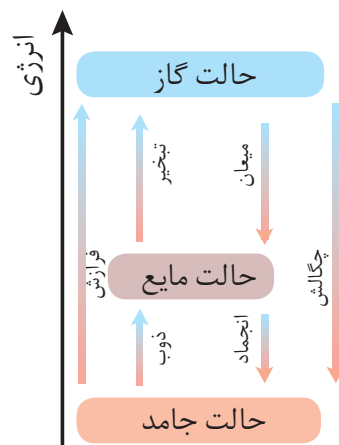 انرژی
حالت گاز
تبخیر
میعان
فرازش
چگالش
حالت مایع
ذوب
انجماد
حالت جامد